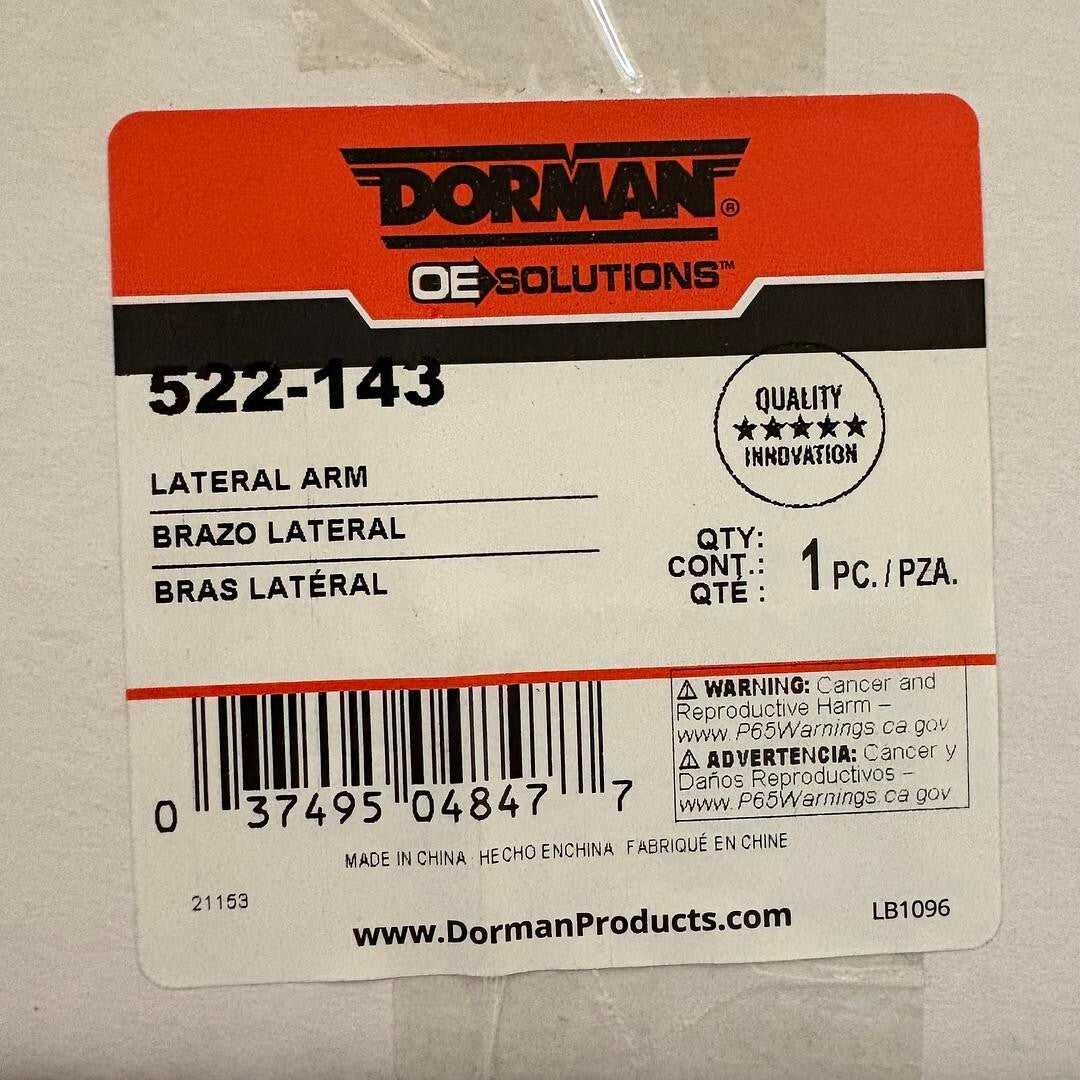 DORMAN®
OE SOLUTIONS™
522-143
QUALITY
★★★★★
INNOVATION
LATERAL ARM
BRAZO LATERAL
BRAS LATÉRAL
QTY:
CONT.:
QTÉ :
1 PC. / PZA.
⚠ WARNING: Cancer and
Reproductive Harm –
www.P65Warnings.ca.gov
⚠ ADVERTENCIA: Cancer y
Daños Reproductivos –
www.P65Warnings.ca.gov
0 37495 04847 7
MADE IN CHINA HECHO ENCHINA FABRIQUÉ EN CHINE
21153
www.DormanProducts.com
LB1096